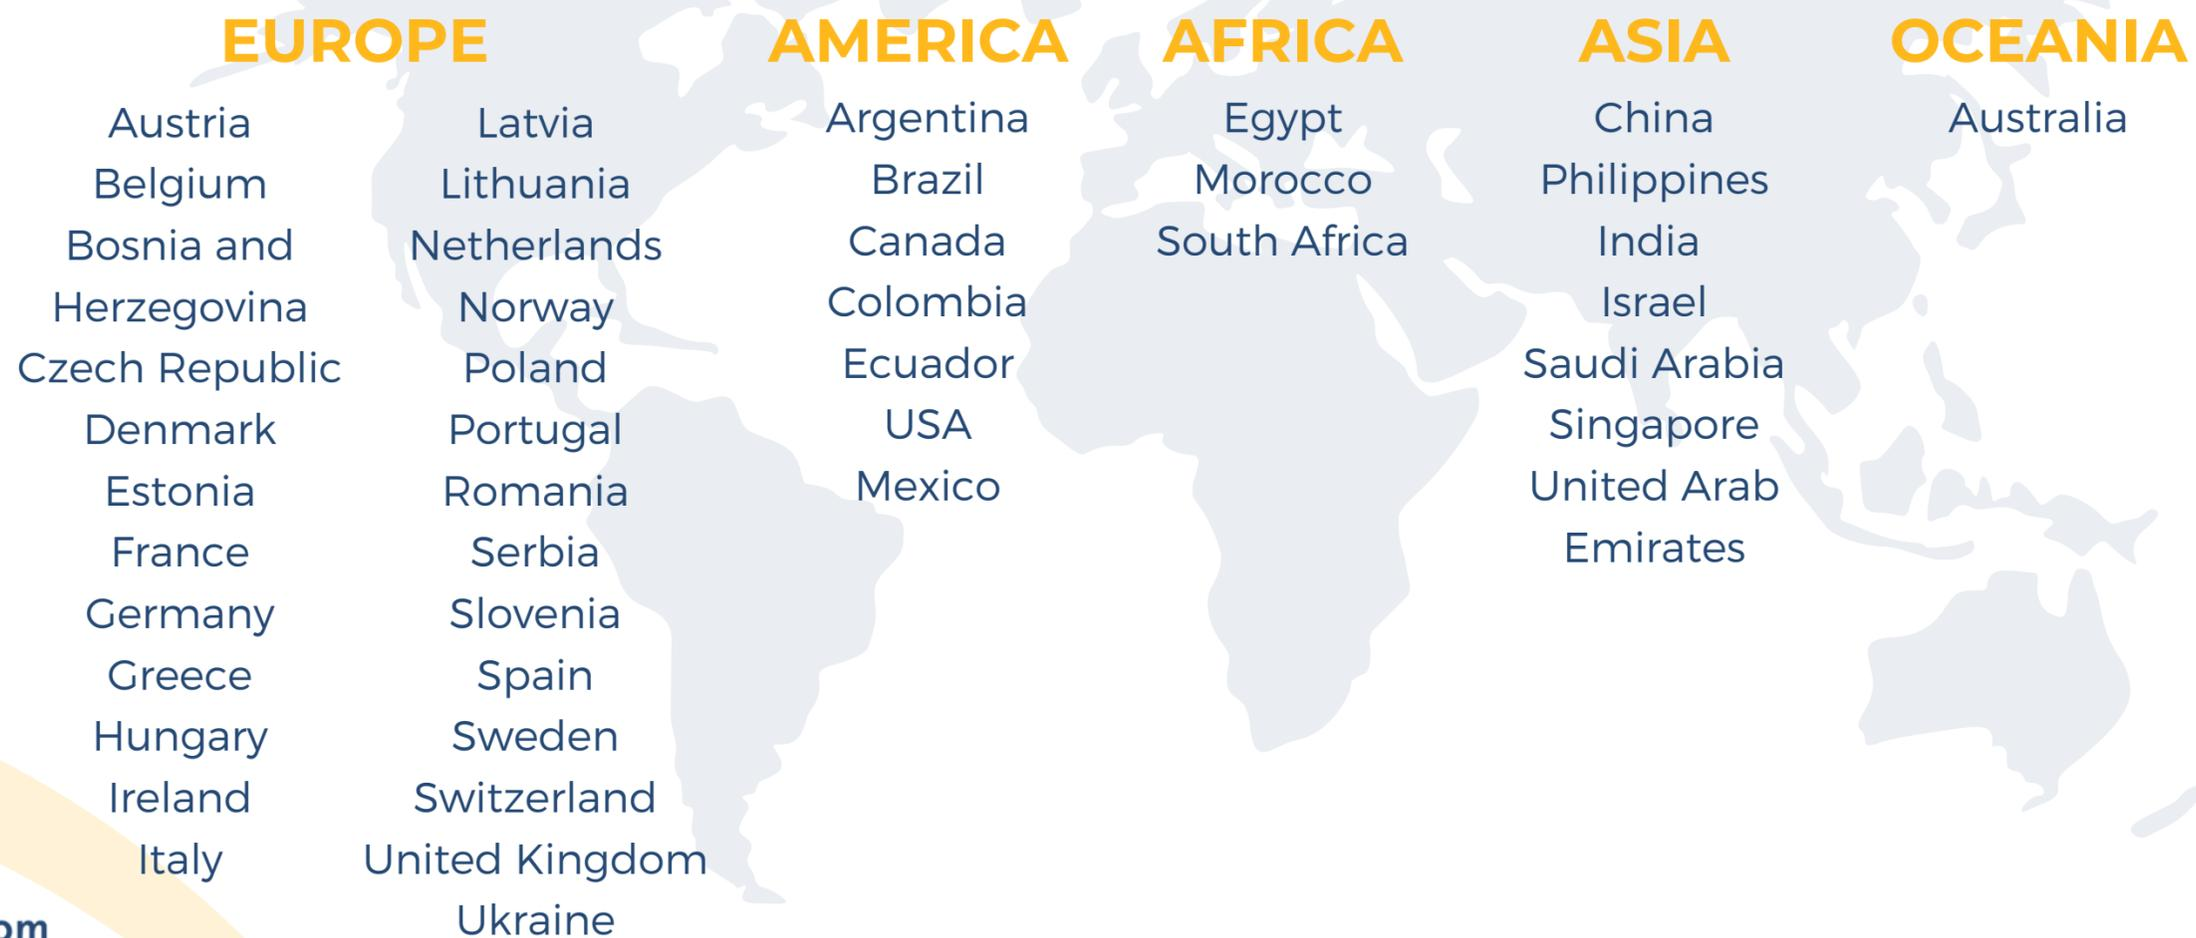 EUROPE
Austria
Belgium
Bosnia and
Herzegovina
Czech Republic
Denmark
Estonia
France
Germany
Greece
Hungary
Ireland
Italy
Latvia
Lithuania
Netherlands
Norway
Poland
Portugal
Romania
Serbia
Slovenia
Spain
Sweden
Switzerland
United Kingdom
Ukraine
AMERICA
Argentina
Brazil
Canada
Colombia
Ecuador
USA
Mexico
AFRICA
Egypt
Morocco
South Africa
ASIA
China
Philippines
India
Israel
Saudi Arabia
Singapore
United Arab
Emirates
OCEANIA
Australia